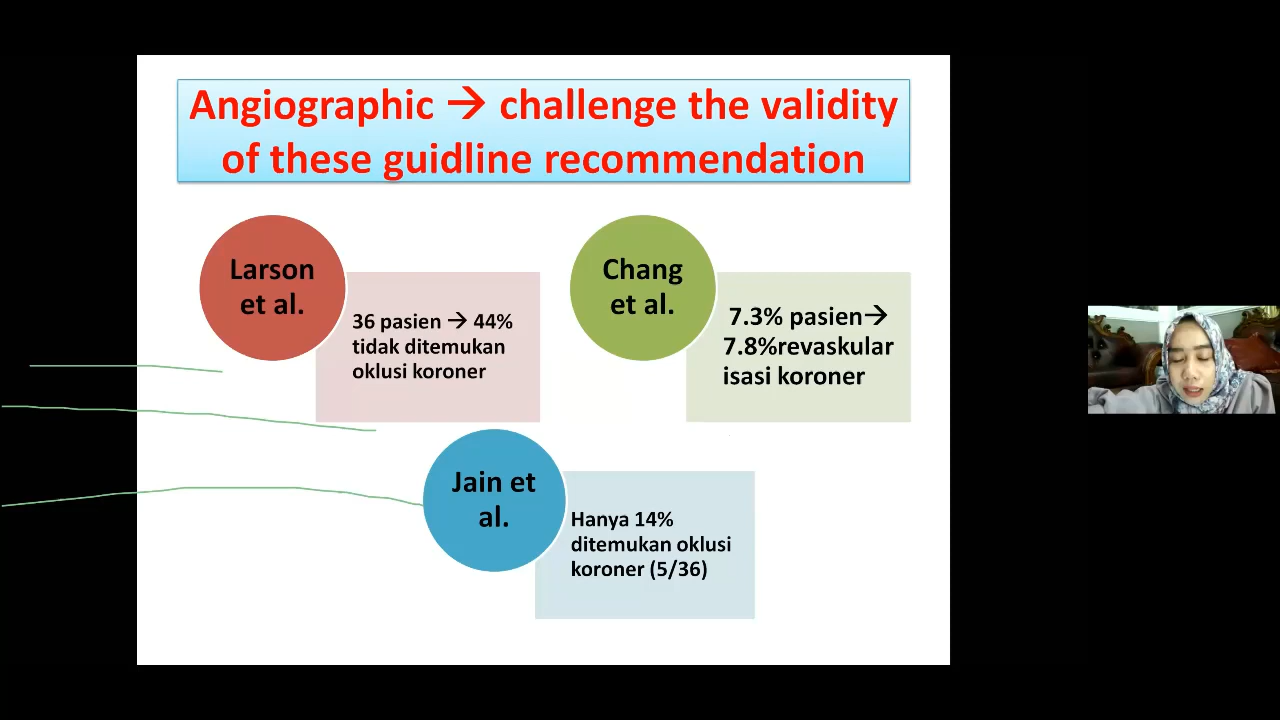 Angiographic → challenge the validity
of these guidline recommendation
Larson
et al.
36 pasien → 44%
tidak ditemukan
oklusi koroner
Chang
et al.
7.3% pasien→
7.8%revaskular
isasi koroner
Jain et
al.
Hanya 14%
ditemukan oklusi
koroner (5/36)